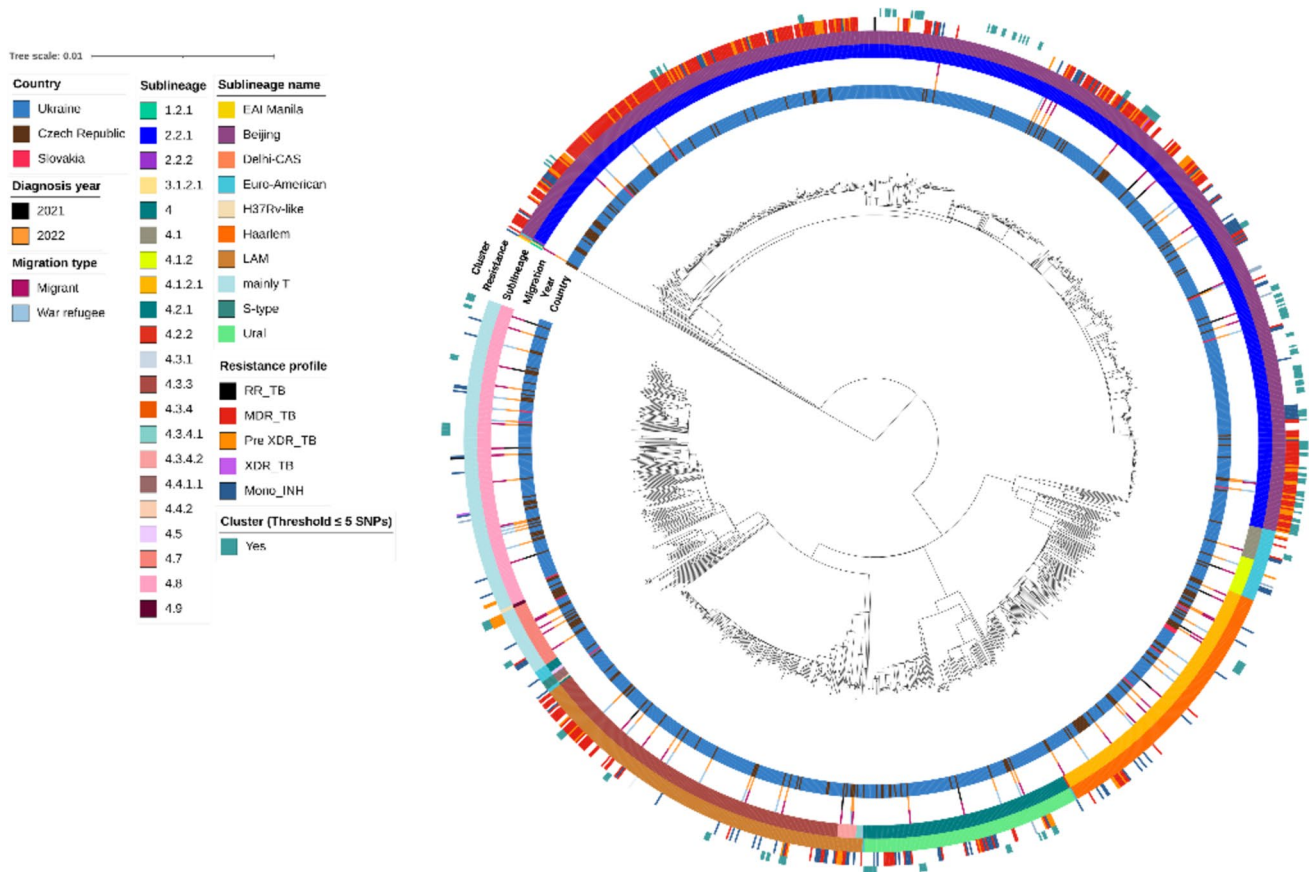 Tree scale: 0.01
Country
Ukraine
Czech Republic
Slovakia
Diagnosis year
2021
2022
Migration type
Migrant
War refugee
Sublineage
1.2.1
2.2.1
2.2.2
3.1.2.1
4
4.1
4.1.2
4.1.2.1
4.2.1
4.2.2
4.3.1
4.3.3
4.3.4
4.3.4.1
4.3.4.2
4.4.1.1
4.4.2
4.5
4.7
4.8
4.9
Sublineage name
EAI Manila
Beijing
Delhi-CAS
Euro-American
H37Rv-like
Haarlem
LAM
mainly T
S-type
Ural
Resistance profile
RR_TB
MDR_TB
Pre XDR_TB
XDR_TB
Mono_INH
Cluster (Threshold ≤ 5 SNPs)
Yes
Cluster
Resistance
Sublineage
Migration
Year
Country